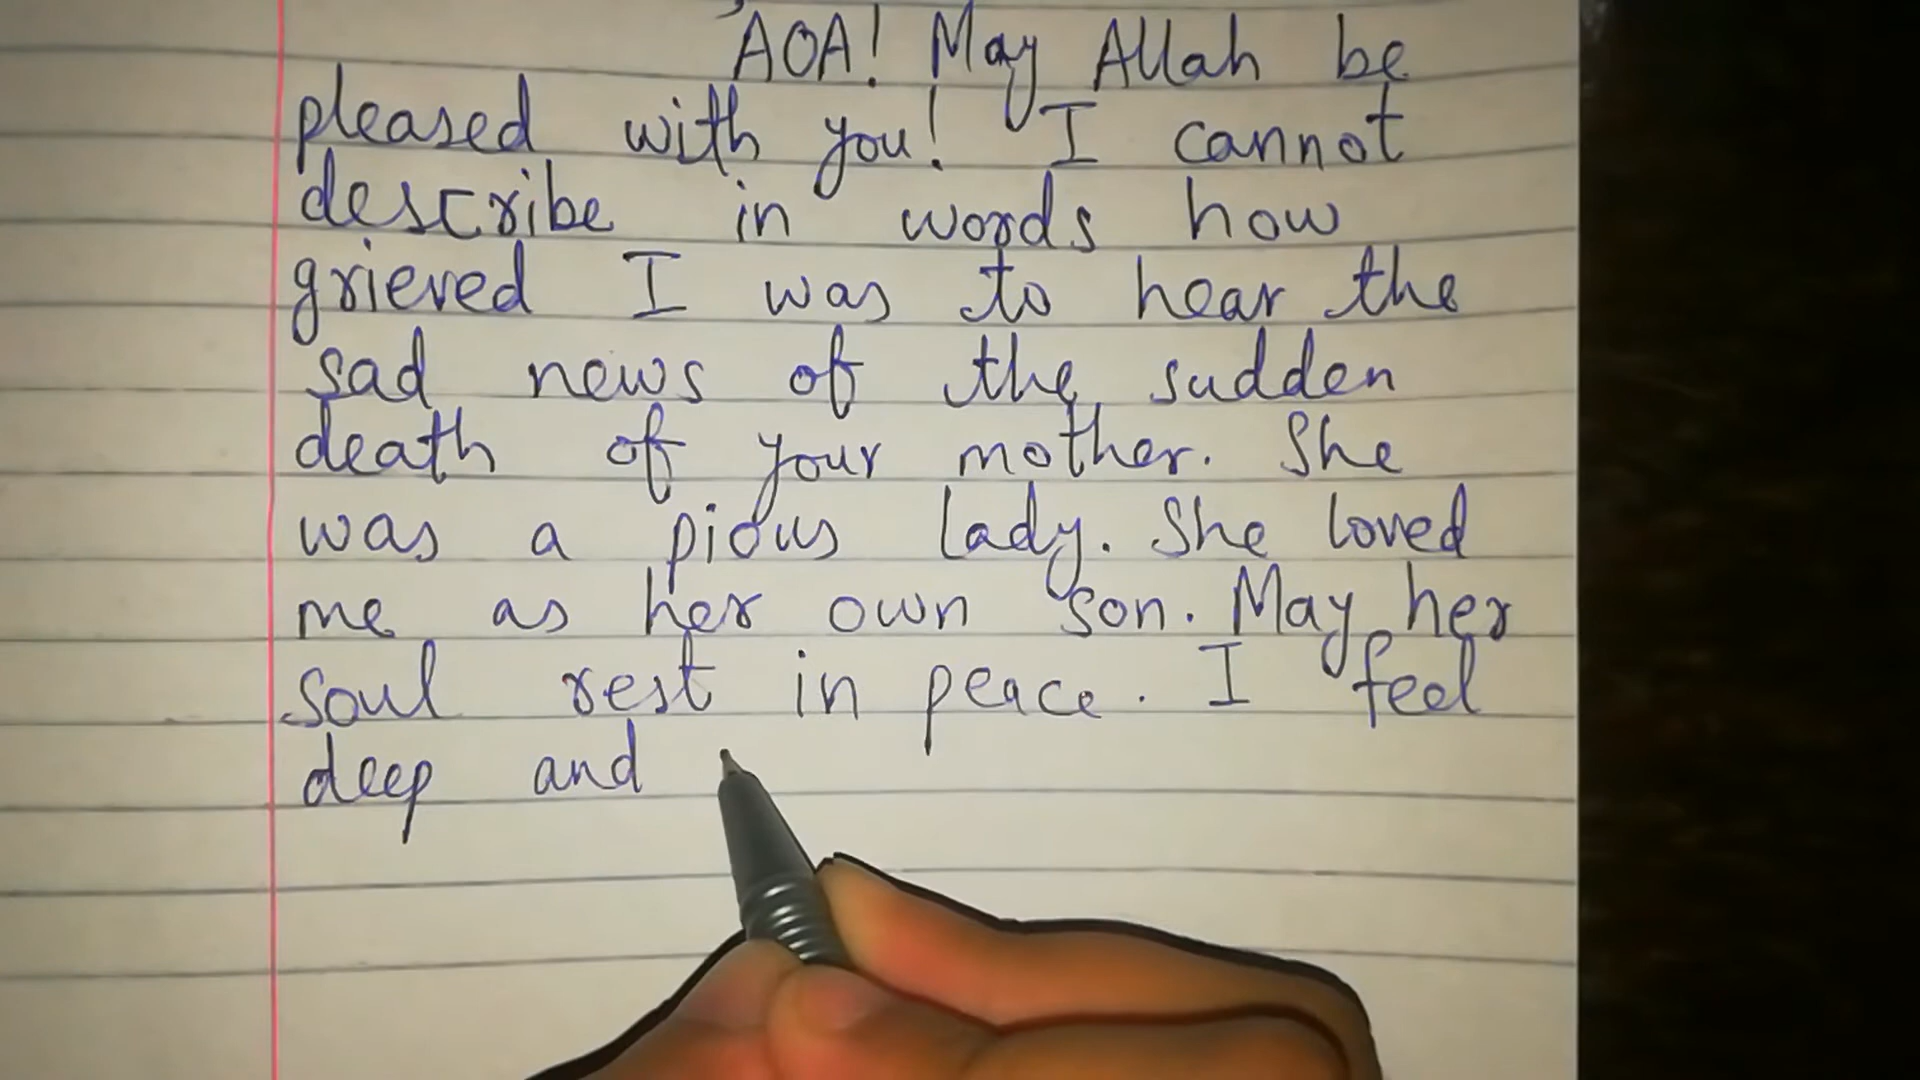 'AOA! May Allah be
pleased with you! I cannot
describe in words how
grieved I was to hear the
sad news of the sudden
death of your mother. She
was a pious lady. She loved
me as her own son. May her
soul rest in peace. I feel
deep and